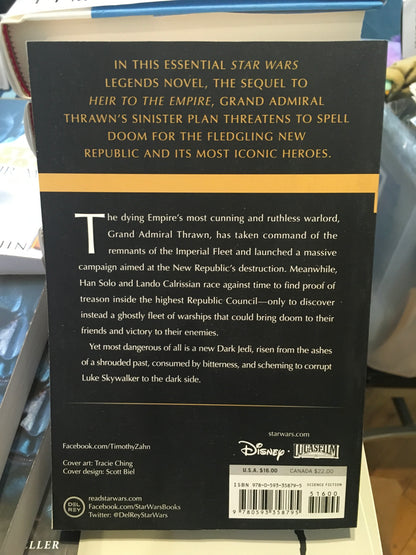 IN THIS ESSENTIAL STAR WARS
LEGENDS NOVEL, THE SEQUEL TO
HEIR TO THE EMPIRE, GRAND ADMIRAL
THRAWN'S SINISTER PLAN THREATENS TO SPELL
DOOM FOR THE FLEDGLING NEW
REPUBLIC AND ITS MOST ICONIC HEROES.
The dying Empire's most cunning and ruthless warlord,
Grand Admiral Thrawn, has taken command of the
remnants of the Imperial Fleet and launched a massive
campaign aimed at the New Republic's destruction. Meanwhile,
Han Solo and Lando Calrissian race against time to find proof of
treason inside the highest Republic Council—only to discover
instead a ghostly fleet of warships that could bring doom to their
friends and victory to their enemies.
Yet most dangerous of all is a new Dark Jedi, risen from the ashes
of a shrouded past, consumed by bitterness, and scheming to corrupt
Luke Skywalker to the dark side.
starwars.com
Facebook.com/TimothyZahn
Disney • LUCASFILM
Cover art: Tracie Ching
Cover design: Scott Biel
U.S.A. $16.00 CANADA $22.00
ISBN 978-0-593-35879-5 SCIENCE FICTION
51600
9 780593 358795
DEL REY
readstarwars.com
Facebook.com/StarWarsBooks
Twitter: @DelReyStarWars
LLER